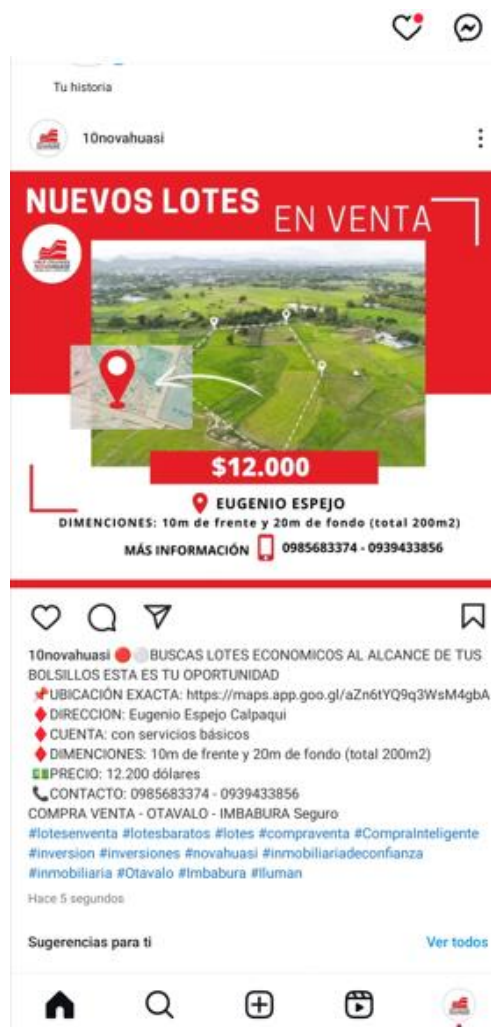 Tu historia
10novahuasi
NUEVOS LOTES EN VENTA
$12.000
EUGENIO ESPEJO
DIMENCIONES: 10m de frente y 20m de fondo (total 200m2)
MÁS INFORMACIÓN 0985683374 - 0939433856
10novahuasi 🔴⚪BUSCAS LOTES ECONOMICOS AL ALCANCE DE TUS
BOLSILLOS ESTA ES TU OPORTUNIDAD
📌UBICACIÓN EXACTA: https://maps.app.goo.gl/aZn6tYQ9q3WsM4gbA
♦️DIRECCION: Eugenio Espejo Calpaqui
♦️CUENTA: con servicios básicos
♦️DIMENCIONES: 10m de frente y 20m de fondo (total 200m2)
💵PRECIO: 12.200 dólares
📞CONTACTO: 0985683374 - 0939433856
COMPRA VENTA - OTAVALO - IMBABURA Seguro
#lotesenventa #lotesbaratos #lotes #compraventa #CompraInteligente
#inversion #inversiones #novahuasi #inmobiliariadeconfianza
#inmobiliaria #Otavalo #Imbabura #Iluman
Hace 5 segundos
Sugerencias para ti Ver todos